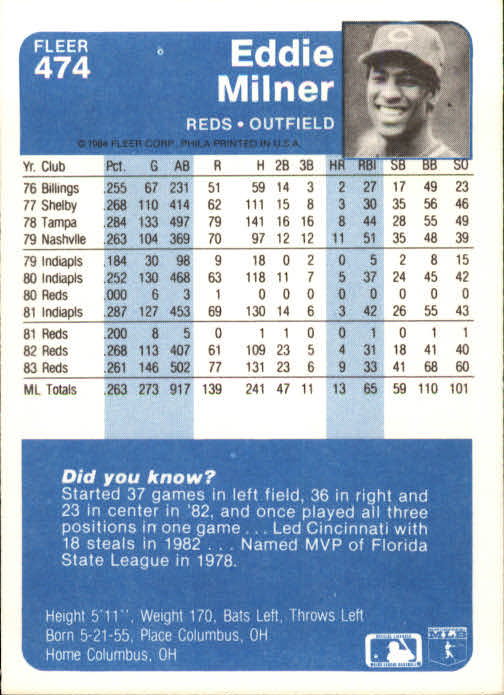 FLEER
474
Eddie
Milner
REDS • OUTFIELD
© 1984 FLEER CORP., PHILA PRINTED IN U.S.A.
Yr. Club Pct. G AB R H 2B 3B HR RBI SB BB SO
76 Billings .255 67 231 51 59 14 3 2 27 17 49 23
77 Shelby .268 110 414 62 111 15 8 3 30 35 56 46
78 Tampa .284 133 497 79 141 16 16 8 44 28 55 49
79 Nashvlle .263 104 369 70 97 12 12 11 51 35 48 39
79 Indiapls .184 30 98 9 18 0 2 0 5 2 8 15
80 Indiapls .252 130 468 63 118 11 7 5 37 24 45 42
80 Reds .000 6 3 1 0 0 0 0 0 0 0 0
81 Indiapls .287 127 453 69 130 14 6 3 42 26 55 43
81 Reds .200 8 5 0 1 1 0 0 1 0 1 1
82 Reds .268 113 407 61 109 23 5 4 31 18 41 40
83 Reds .261 146 502 77 131 23 6 9 33 41 68 60
ML Totals .263 273 917 139 241 47 11 13 65 59 110 101
Did you know?
Started 37 games in left field, 36 in right and
23 in center in '82, and once played all three
positions in one game . . . Led Cincinnati with
18 steals in 1982 . . . Named MVP of Florida
State League in 1978.
Height 5'11'', Weight 170, Bats Left, Throws Left
Born 5-21-55, Place Columbus, OH
Home Columbus, OH